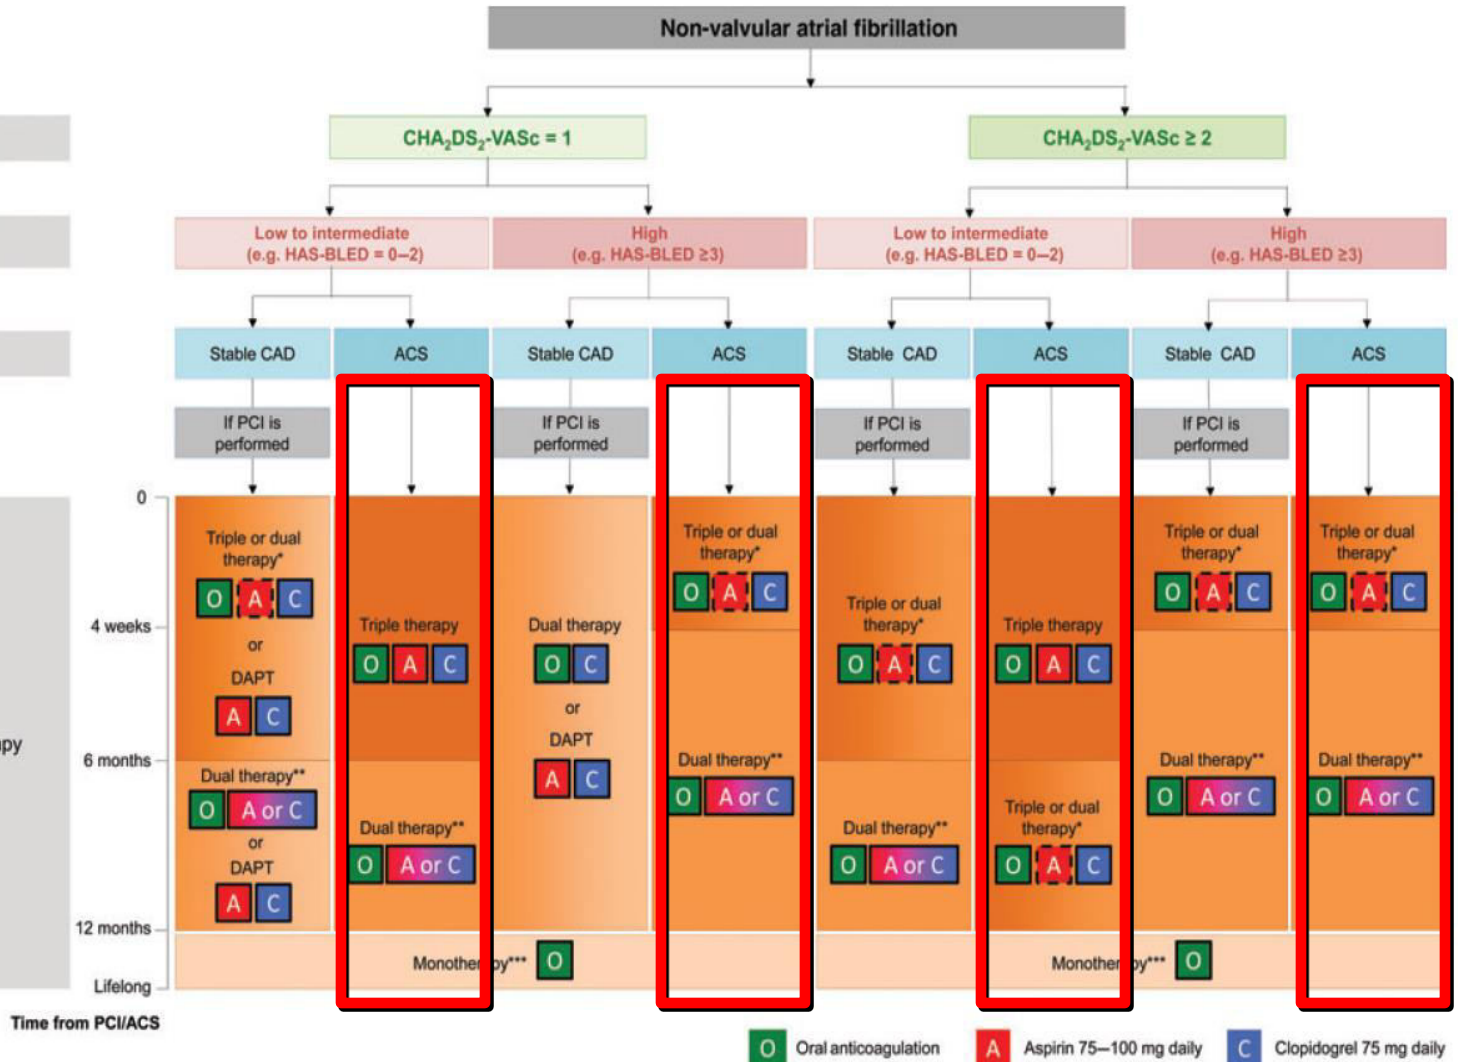 Non-valvular atrial fibrillation
CHA2DS2-VASc = 1
CHA2DS2-VASc ≥ 2
Low to intermediate
(e.g. HAS-BLED = 0–2)
High
(e.g. HAS-BLED ≥3)
Low to intermediate
(e.g. HAS-BLED = 0–2)
High
(e.g. HAS-BLED ≥3)
Stable CAD
ACS
Stable CAD
ACS
Stable CAD
ACS
Stable CAD
ACS
If PCI is
performed
If PCI is
performed
If PCI is
performed
If PCI is
performed
0
4 weeks
6 months
12 months
Lifelong
Time from PCI/ACS
Triple or dual
therapy*
O A C
or
DAPT
A C
Dual therapy**
O A or C
or
DAPT
A C
Triple therapy
O A C
Dual therapy**
O A or C
Dual therapy
O C
or
DAPT
A C
Triple or dual
therapy*
O A C
Dual therapy**
O A or C
Triple or dual
therapy*
O A C
Dual therapy**
O A or C
Triple therapy
O A C
Triple or dual
therapy*
O A C
Triple or dual
therapy*
O A C
Dual therapy**
O A or C
Triple or dual
therapy*
O A C
Dual therapy**
O A or C
Monotherapy*** O
Monotherapy*** O
O Oral anticoagulation
A Aspirin 75–100 mg daily
C Clopidogrel 75 mg daily